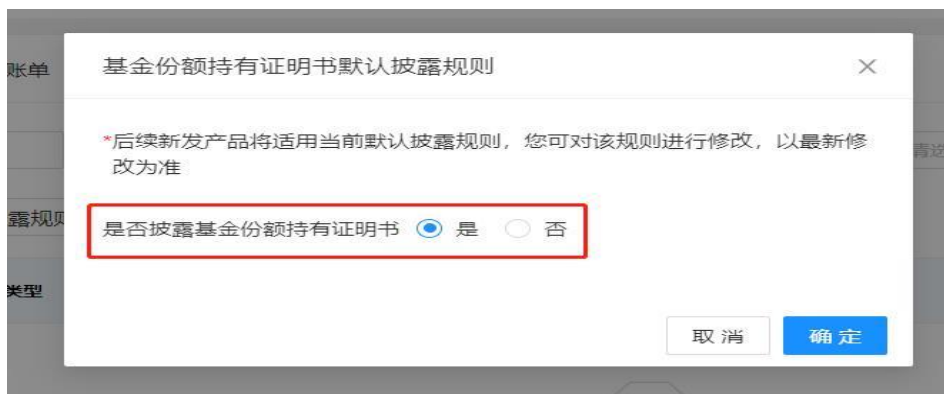 账单
基金份额持有证明书默认披露规则
*后续新发产品将适用当前默认披露规则，您可对该规则进行修改，以最新修
改为准
露规则
是否披露基金份额持有证明书 是 否
类型
取消 确定